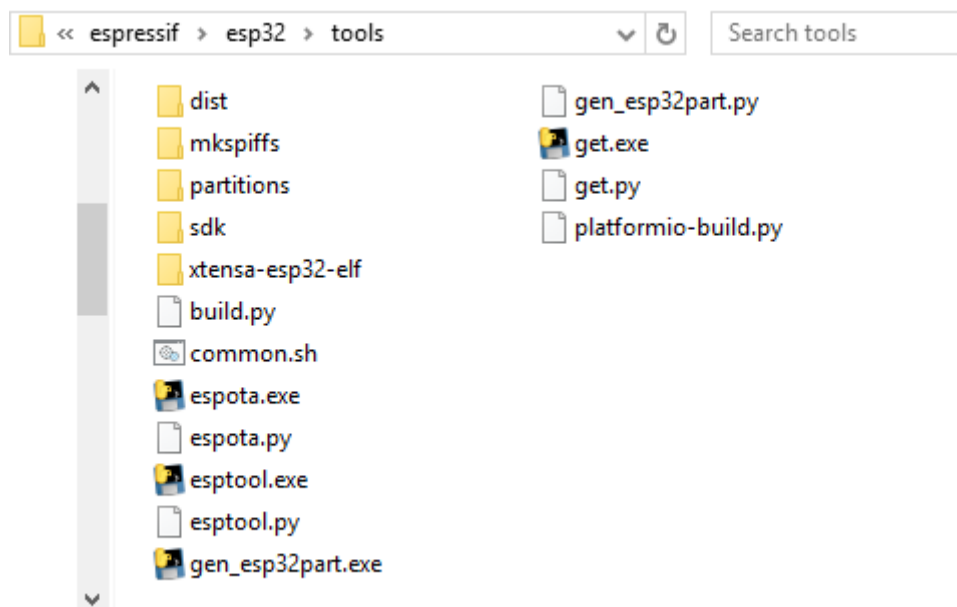 « espressif › esp32 › tools
Search tools
dist
mkspiffs
partitions
sdk
xtensa-esp32-elf
build.py
common.sh
espota.exe
espota.py
esptool.exe
esptool.py
gen_esp32part.exe
gen_esp32part.py
get.exe
get.py
platformio-build.py